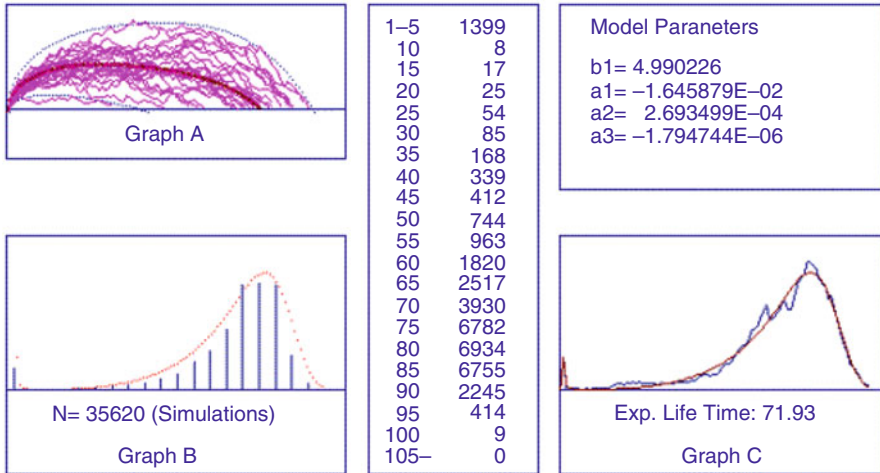 Graph A
1–5 1399
10 8
15 17
20 25
25 54
30 85
35 168
40 339
45 412
50 744
55 963
60 1820
65 2517
70 3930
75 6782
80 6934
85 6755
90 2245
95 414
100 9
105– 0
Model Paraneters
b1= 4.990226
a1= –1.645879E–02
a2= 2.693499E–04
a3= –1.794744E–06
N= 35620 (Simulations)
Graph B
Exp. Life Time: 71.93
Graph C